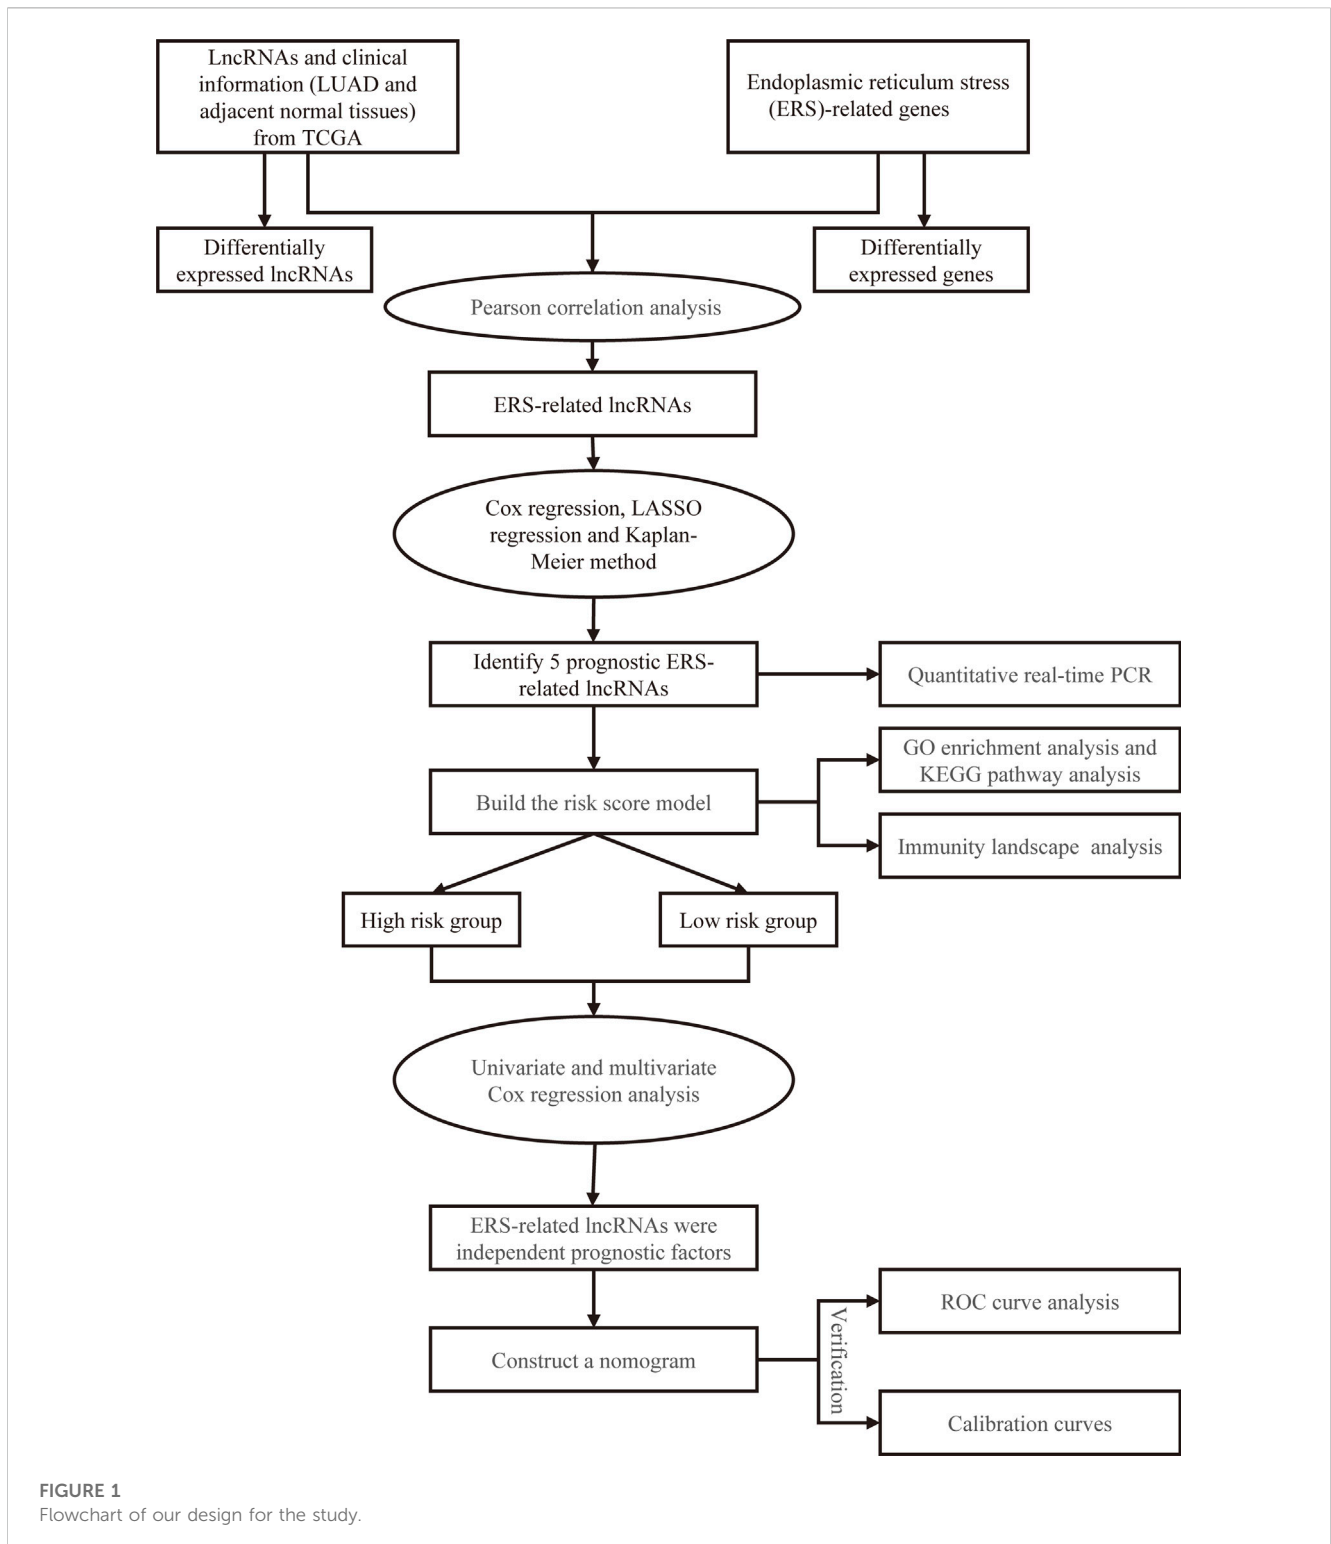 LncRNAs and clinical
information (LUAD and
adjacent normal tissues)
from TCGA
Endoplasmic reticulum stress
(ERS)-related genes
Differentially
expressed lncRNAs
Differentially
expressed genes
Pearson correlation analysis
ERS-related lncRNAs
Cox regression, LASSO
regression and Kaplan-
Meier method
Identify 5 prognostic ERS-
related lncRNAs
Quantitative real-time PCR
GO enrichment analysis and
KEGG pathway analysis
Build the risk score model
Immunity landscape analysis
High risk group
Low risk group
Univariate and multivariate
Cox regression analysis
ERS-related lncRNAs were
independent prognostic factors
ROC curve analysis
Verification
Construct a nomogram
Calibration curves
FIGURE 1
Flowchart of our design for the study.